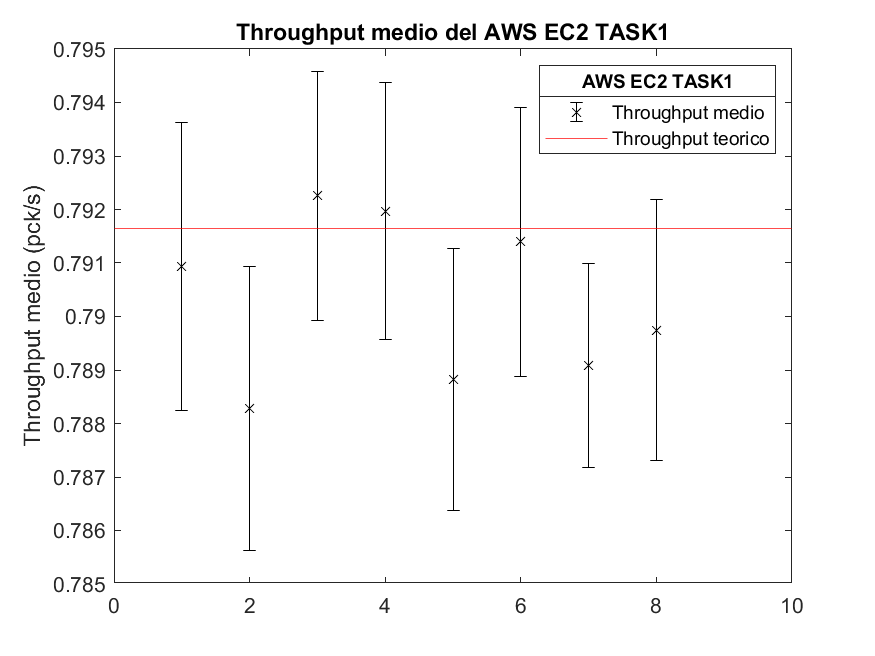 Throughput medio del AWS EC2 TASK1
AWS EC2 TASK1
Throughput medio
Throughput teorico
Throughput medio (pck/s)
0.795
0.794
0.793
0.792
0.791
0.79
0.789
0.788
0.787
0.786
0.785
0 2 4 6 8 10